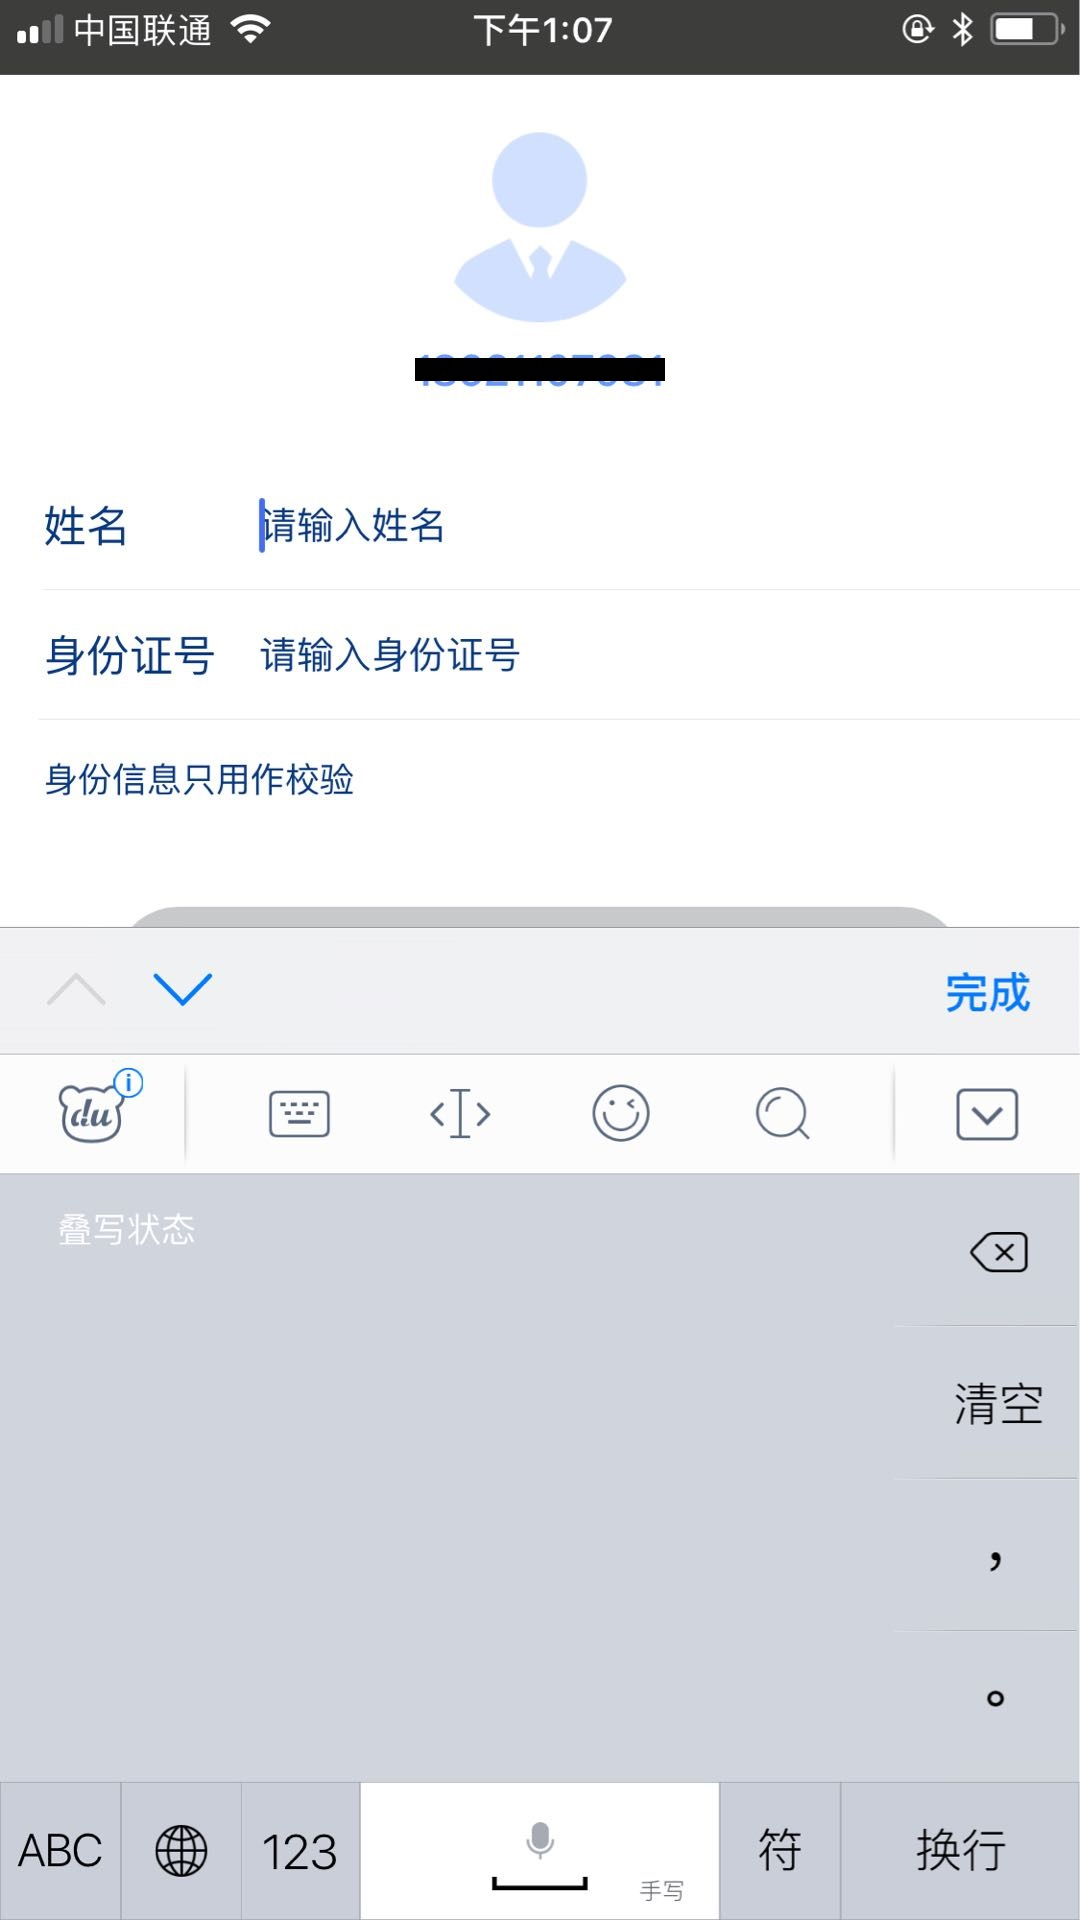 中国联通 下午1:07
姓名 请输入姓名
身份证号 请输入身份证号
身份信息只用作校验
完成
du
叠写状态
清空
，
。
ABC 123 手写 符 换行